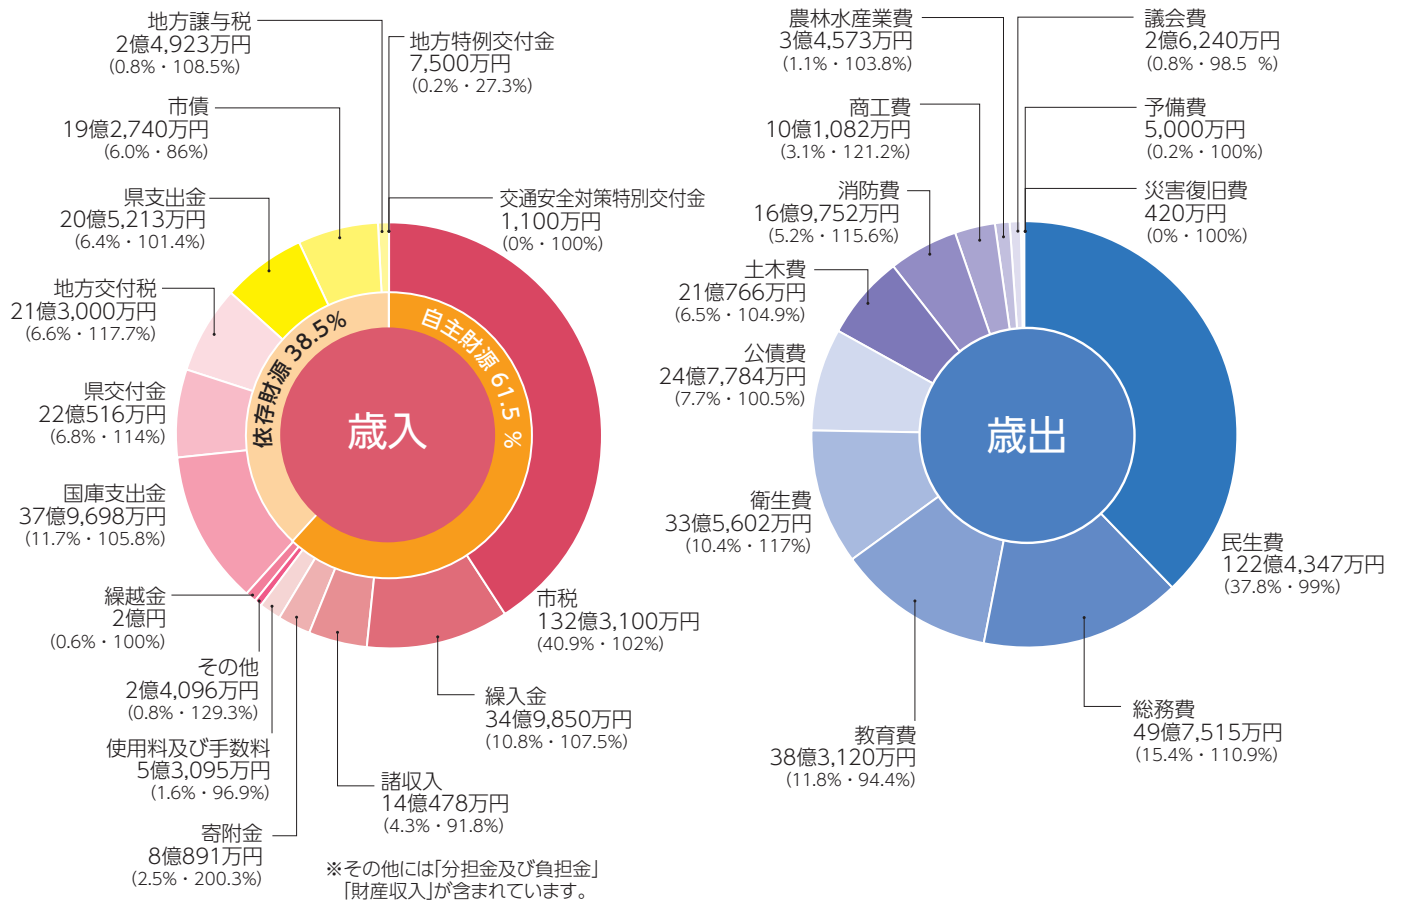 地方譲与税
2億4,923万円
(0.8%・108.5%)
地方特例交付金
7,500万円
(0.2%・27.3%)
市債
19億2,740万円
(6.0%・86%)
県支出金
20億5,213万円
(6.4%・101.4%)
交通安全対策特別交付金
1,100万円
(0%・100%)
地方交付税
21億3,000万円
(6.6%・117.7%)
県交付金
22億516万円
(6.8%・114%)
国庫支出金
37億9,698万円
(11.7%・105.8%)
繰越金
2億円
(0.6%・100%)
その他
2億4,096万円
(0.8%・129.3%)
使用料及び手数料
5億3,095万円
(1.6%・96.9%)
寄附金
8億891万円
(2.5%・200.3%)
諸収入
14億478万円
(4.3%・91.8%)
繰入金
34億9,850万円
(10.8%・107.5%)
市税
132億3,100万円
(40.9%・102%)
依存財源 38.5%
自主財源 61.5 %
歳入
※その他には「分担金及び負担金」
「財産収入」が含まれています。
農林水産業費
3億4,573万円
(1.1%・103.8%)
議会費
2億6,240万円
(0.8%・98.5 %)
商工費
10億1,082万円
(3.1%・121.2%)
予備費
5,000万円
(0.2%・100%)
消防費
16億9,752万円
(5.2%・115.6%)
災害復旧費
420万円
(0%・100%)
土木費
21億766万円
(6.5%・104.9%)
公債費
24億7,784万円
(7.7%・100.5%)
衛生費
33億5,602万円
(10.4%・117%)
教育費
38億3,120万円
(11.8%・94.4%)
総務費
49億7,515万円
(15.4%・110.9%)
民生費
122億4,347万円
(37.8%・99%)
歳出